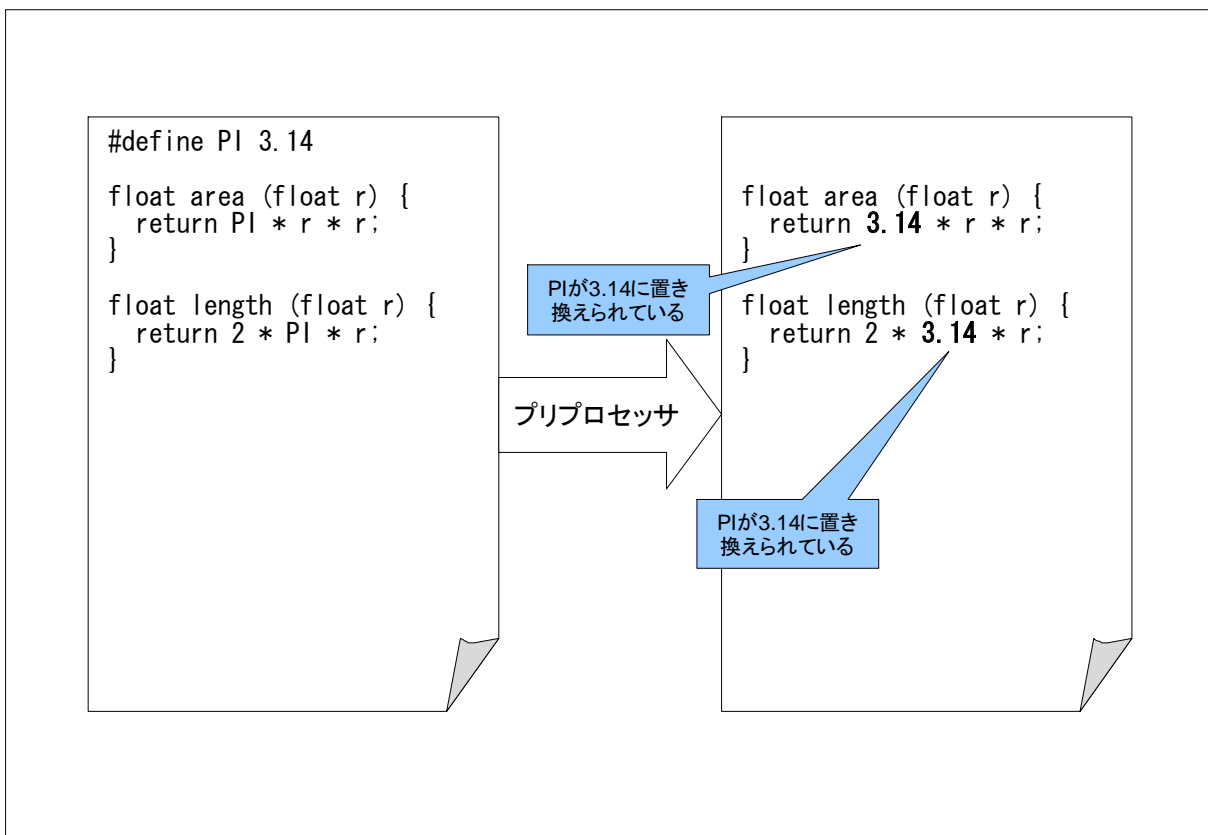 #define PI 3.14
float area (float r) {
return PI * r * r;
}
float length (float r) {
return 2 * PI * r;
}
PIが3.14に置き
換えられている
プリプロセッサ
float area (float r) {
return 3.14 * r * r;
}
float length (float r) {
return 2 * 3.14 * r;
}
PIが3.14に置き
換えられている